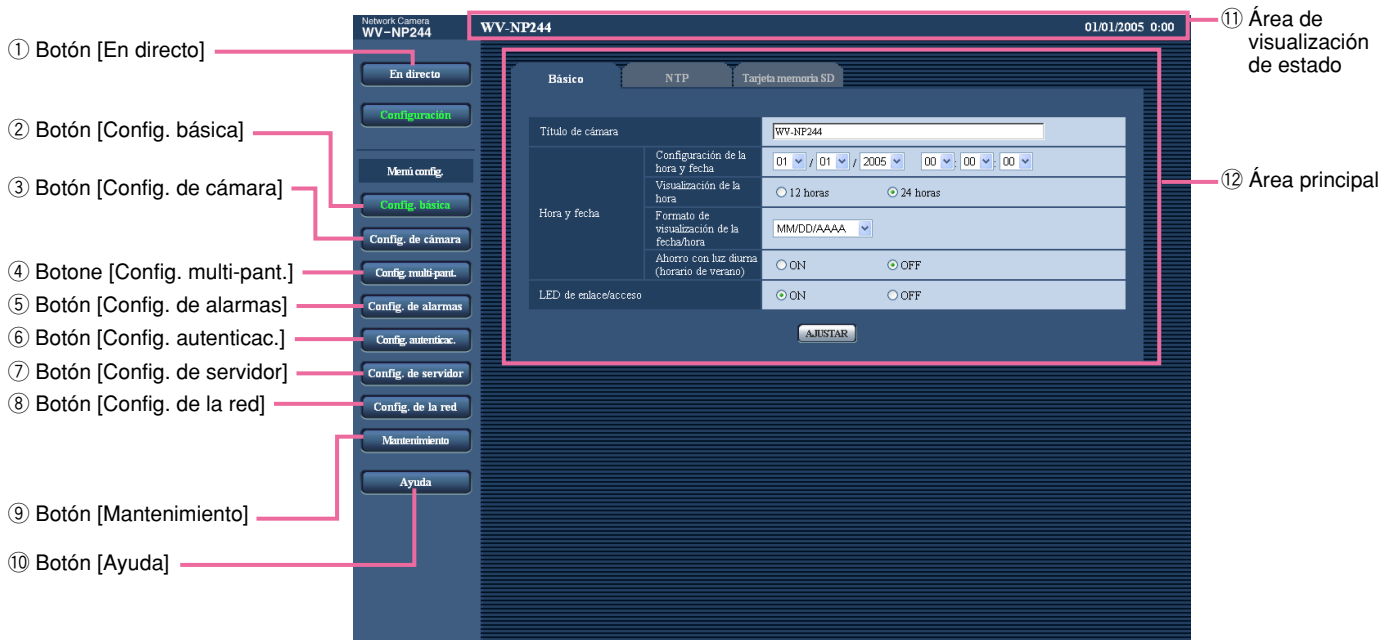 ① Botón [En directo]
② Botón [Config. básica]
③ Botón [Config. de cámara]
④ Botone [Config. multi-pant.]
⑤ Botón [Config. de alarmas]
⑥ Botón [Config. autenticac.]
⑦ Botón [Config. de servidor]
⑧ Botón [Config. de la red]
⑨ Botón [Mantenimiento]
⑩ Botón [Ayuda]
Network Camera
WV-NP244
En directo
Configuración
Menú config.
Config. básica
Config. de cámara
Config. multi-pant.
Config. de alarmas
Config. autenticac.
Config. de servidor
Config. de la red
Mantenimiento
Ayuda
WV-NP244 01/01/2005 0:00
Básico NTP Tarjeta memoria SD
Título de cámara WV-NP244
Hora y fecha
Configuración de la
hora y fecha
01 / 01 / 2005 00 : 00 : 00
Visualización de la
hora
12 horas 24 horas
Formato de
visualización de la
fecha/hora
MM/DD/AAAA
Ahorro con luz diurna
(horario de verano)
ON OFF
LED de enlace/acceso ON OFF
AJUSTAR
⑪ Área de
visualización
de estado
⑫ Área principal